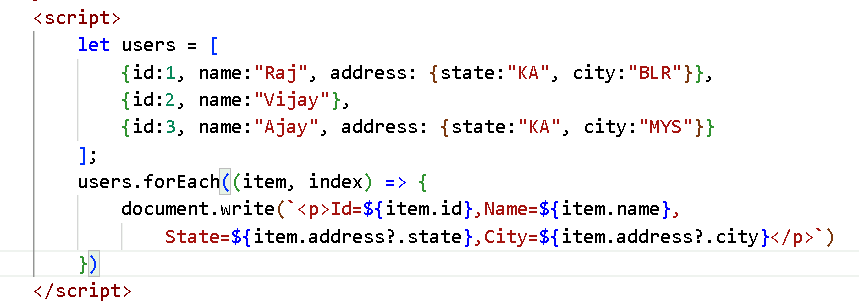 <script>
let users = [
{id:1, name:"Raj", address: {state:"KA", city:"BLR"}},
{id:2, name:"Vijay"},
{id:3, name:"Ajay", address: {state:"KA", city:"MYS"}}
];
users.forEach((item, index) => {
document.write(`<p>Id=${item.id},Name=${item.name},
State=${item.address?.state},City=${item.address?.city}</p>`)
})
</script>